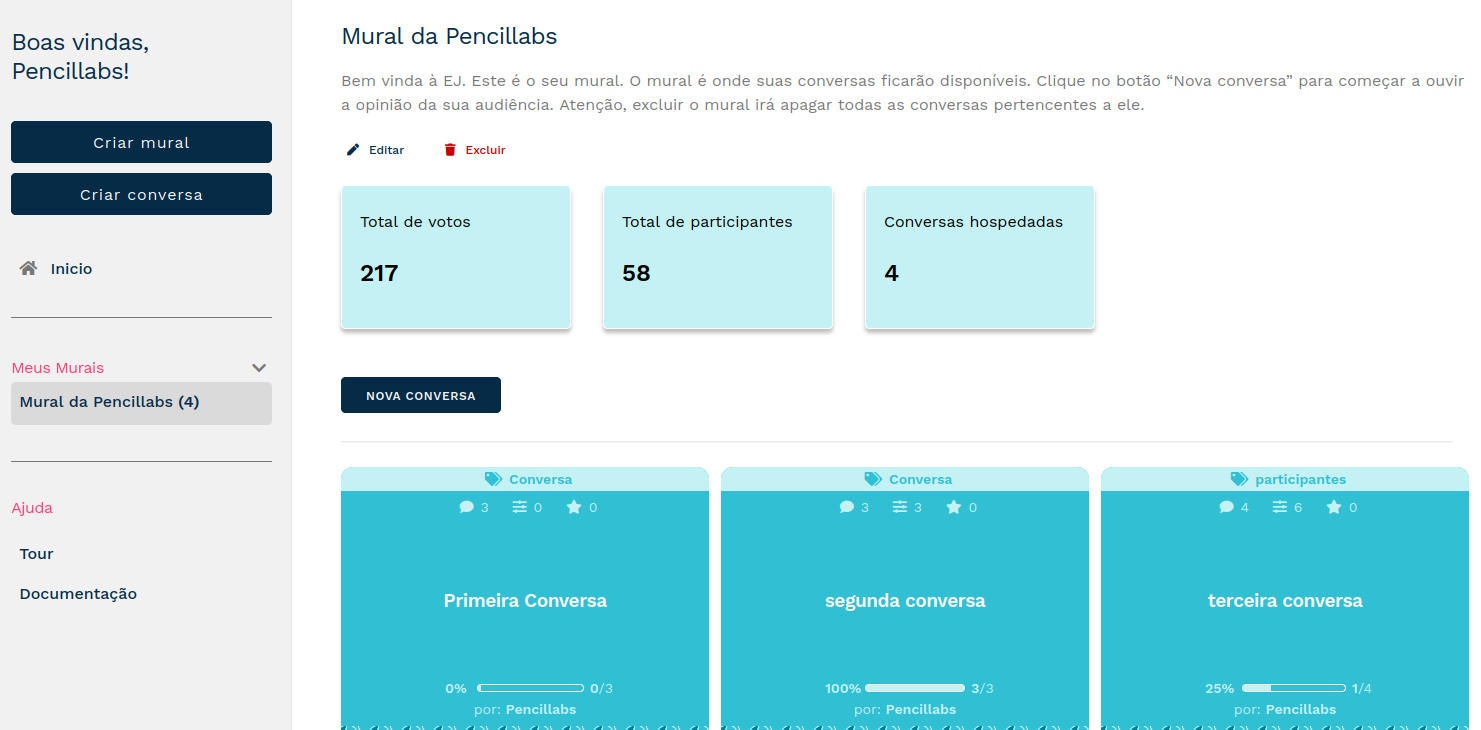 Boas vindas,
Pencillabs!
Criar mural
Criar conversa
Inicio
Meus Murais
Mural da Pencillabs (4)
Ajuda
Tour
Documentação
Mural da Pencillabs
Bem vinda à EJ. Este é o seu mural. O mural é onde suas conversas ficarão disponíveis. Clique no botão “Nova conversa” para começar a ouvir
a opinião da sua audiência. Atenção, excluir o mural irá apagar todas as conversas pertencentes a ele.
Editar Excluir
Total de votos
217
Total de participantes
58
Conversas hospedadas
4
NOVA CONVERSA
Conversa
3 0 0
Primeira Conversa
0% 0/3
por: Pencillabs
Conversa
3 3 0
segunda conversa
100% 3/3
por: Pencillabs
participantes
4 6 0
terceira conversa
25% 1/4
por: Pencillabs